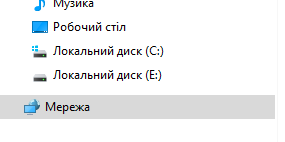 Музика
Робочий стіл
Локальний диск (C:)
Локальний диск (E:)
Мережа